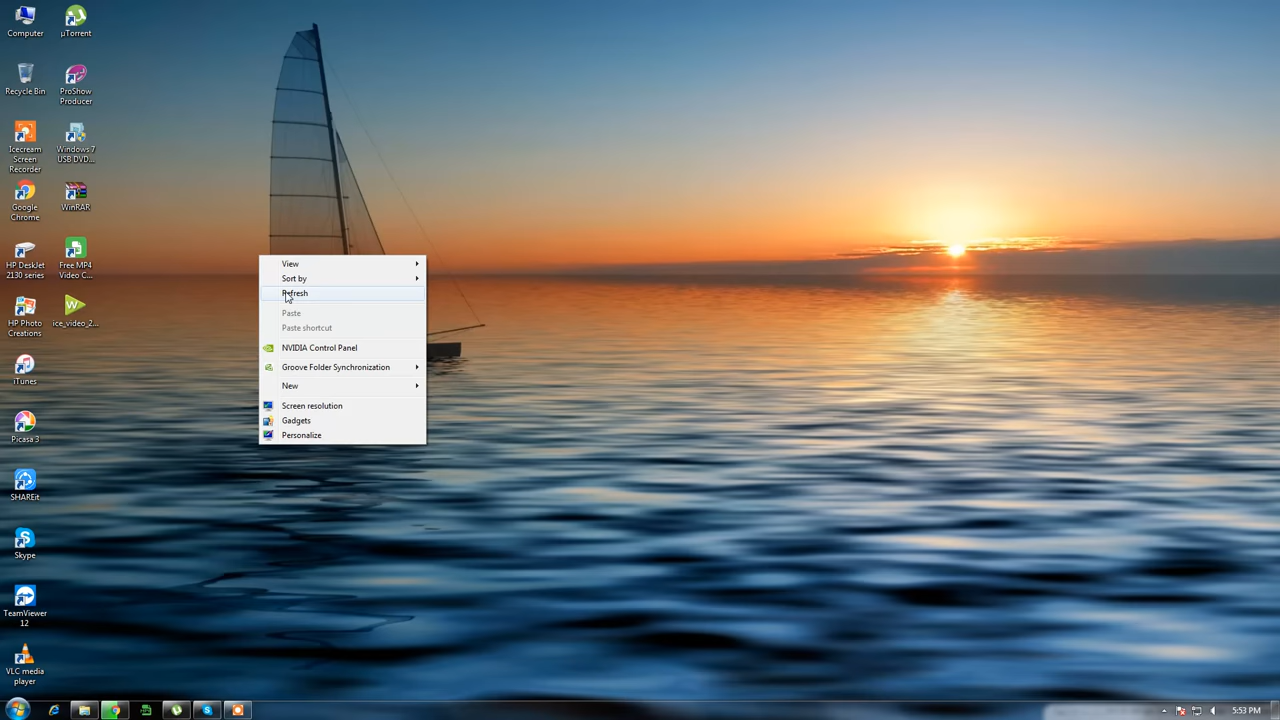 Computer
µTorrent
Recycle Bin
ProShow
Producer
Icecream
Screen
Recorder
Windows 7
USB DVD...
Google
Chrome
WinRAR
HP DeskJet
2130 series
Free MP4
Video C...
HP Photo
Creations
ice_video_2...
iTunes
Picasa 3
SHAREit
Skype
TeamViewer
12
VLC media
player
View
Sort by
Refresh
Paste
Paste shortcut
NVIDIA Control Panel
Groove Folder Synchronization
New
Screen resolution
Gadgets
Personalize
5:53 PM